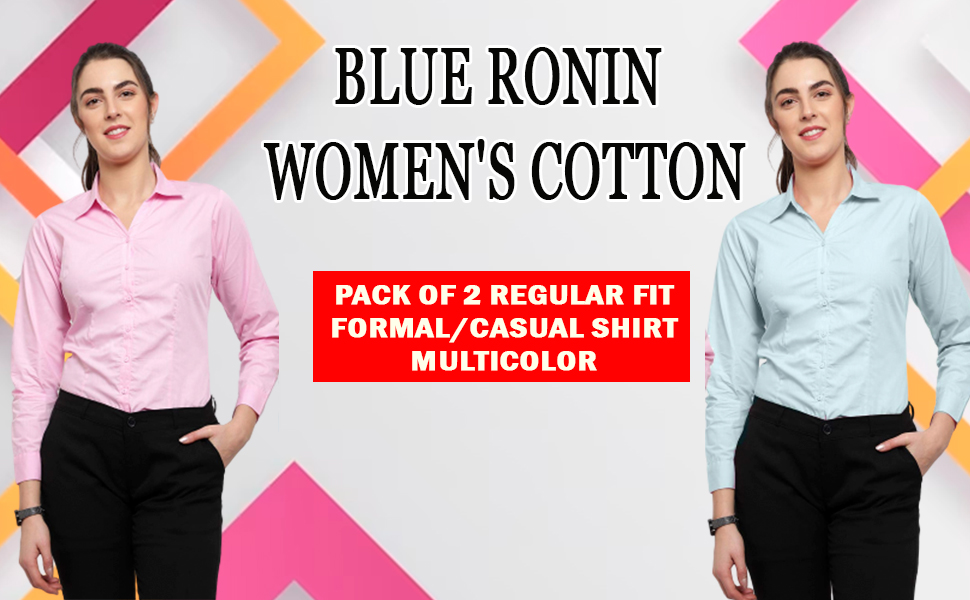 BLUE RONIN
WOMEN'S COTTON
PACK OF 2 REGULAR FIT
FORMAL/CASUAL SHIRT
MULTICOLOR